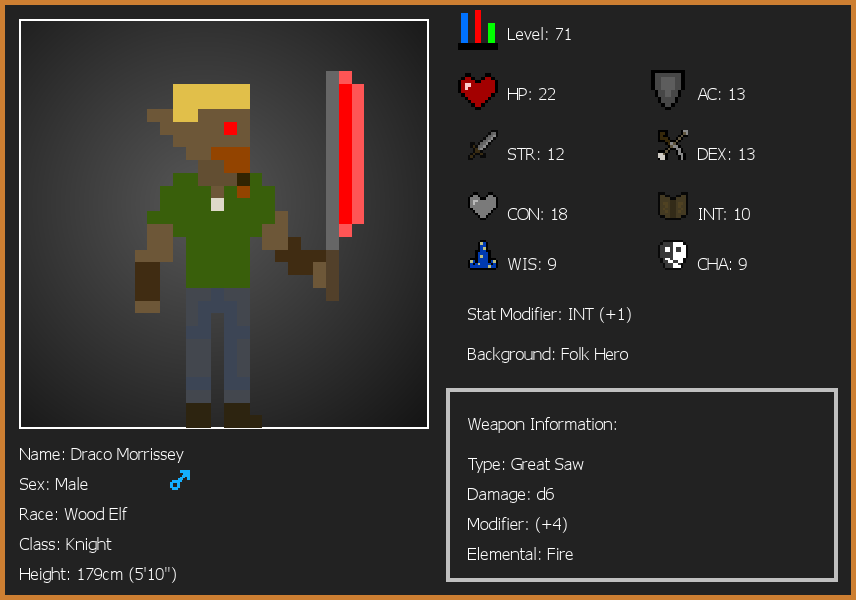 Level: 71
HP: 22
AC: 13
STR: 12
DEX: 13
CON: 18
INT: 10
WIS: 9
CHA: 9
Stat Modifier: INT (+1)
Background: Folk Hero
Weapon Information:
Type: Great Saw
Damage: d6
Modifier: (+4)
Elemental: Fire
Name: Draco Morrissey
Sex: Male
Race: Wood Elf
Class: Knight
Height: 179cm (5'10")